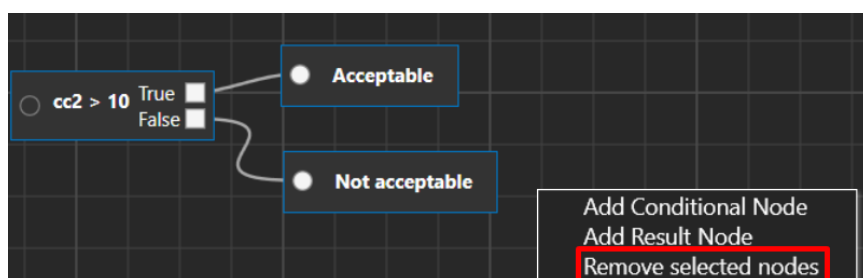 cc2 > 10
True
False
Acceptable
Not acceptable
Add Conditional Node
Add Result Node
Remove selected nodes